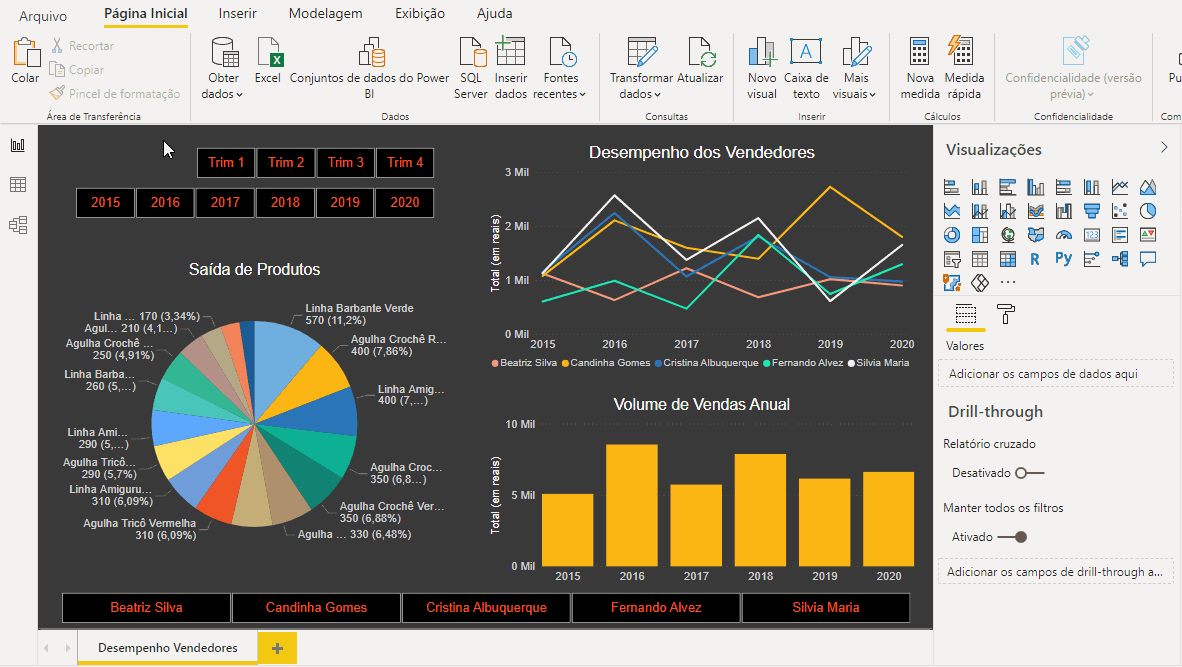 Arquivo
Página Inicial
Inserir
Modelagem
Exibição
Ajuda
Colar
Recortar
Copiar
Pincel de formatação
Área de Transferência
Obter dados
Excel
Conjuntos de dados do Power BI
SQL Server
Inserir dados
Fontes recentes
Dados
Transformar dados
Atualizar
Consultas
Novo visual
Caixa de texto
Mais visuais
Inserir
Nova medida
Medida rápida
Cálculos
Confidencialidade (versão prévia)
Confidencialidade
Pu
Com
Trim 1
Trim 2
Trim 3
Trim 4
2015
2016
2017
2018
2019
2020
Saída de Produtos
Linha Barbante Verde
570 (11,2%)
Agulha Crochê R...
400 (7,86%)
Linha Amig...
400 (7,...)
Agulha Croc...
350 (6,8...)
Agulha Crochê Ver...
350 (6,88%)
Agulha ... 330 (6,48%)
Agulha Tricô Vermelha
310 (6,09%)
Linha Amiguru...
310 (6,09%)
Agulha Tricô...
290 (5,7%)
Linha Ami...
290 (5,...)
Linha Barba...
260 (5,...)
Agulha Crochê ...
250 (4,91%)
Agul... 210 (4,1...)
Linha ... 170 (3,34%)
Desempenho dos Vendedores
Total (em reais)
3 Mil
2 Mil
1 Mil
0 Mil
2015
2016
2017
2018
2019
2020
Beatriz Silva
Candinha Gomes
Cristina Albuquerque
Fernando Alvez
Silvia Maria
Volume de Vendas Anual
Total (em reais)
10 Mil
5 Mil
0 Mil
2015
2016
2017
2018
2019
2020
Beatriz Silva
Candinha Gomes
Cristina Albuquerque
Fernando Alvez
Silvia Maria
Desempenho Vendedores
+
Visualizações
123
R
Py
...
Valores
Adicionar os campos de dados aqui
Drill-through
Relatório cruzado
Desativado
Manter todos os filtros
Ativado
Adicionar os campos de drill-through a...